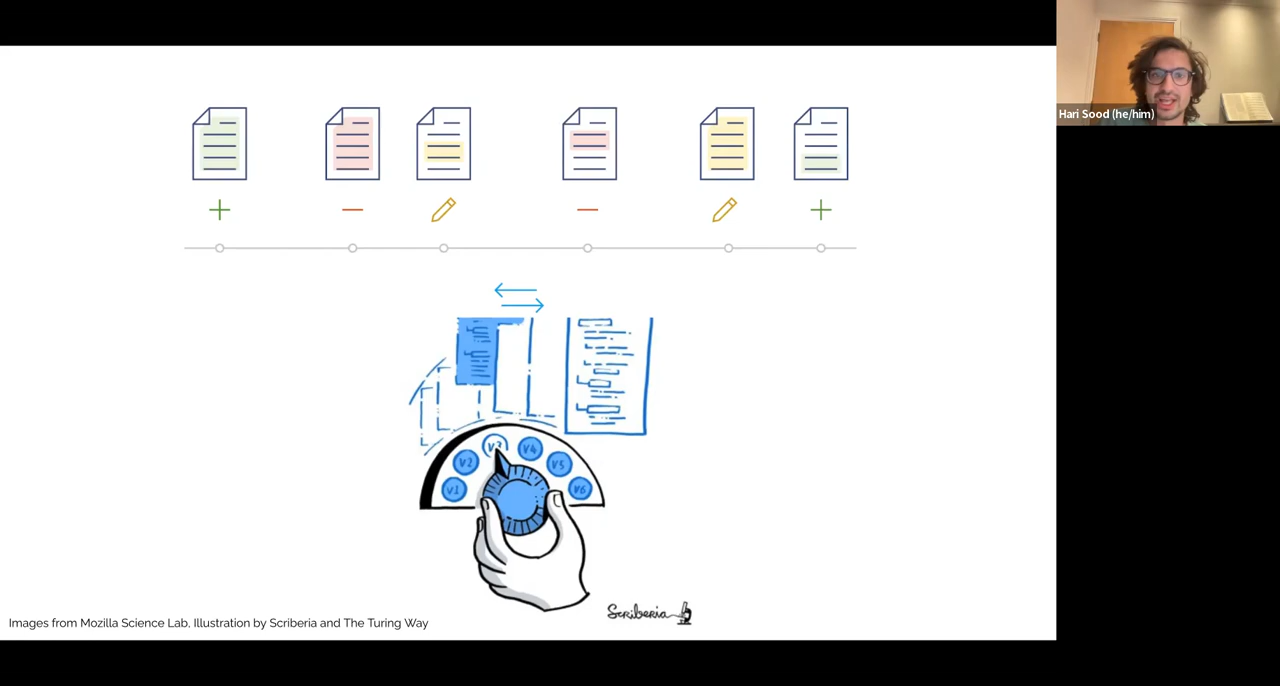 Hari Sood (he/him)
V1
V2
V3
V4
V5
V6
Scriberia
Images from Mozilla Science Lab, Illustration by Scriberia and The Turing Way